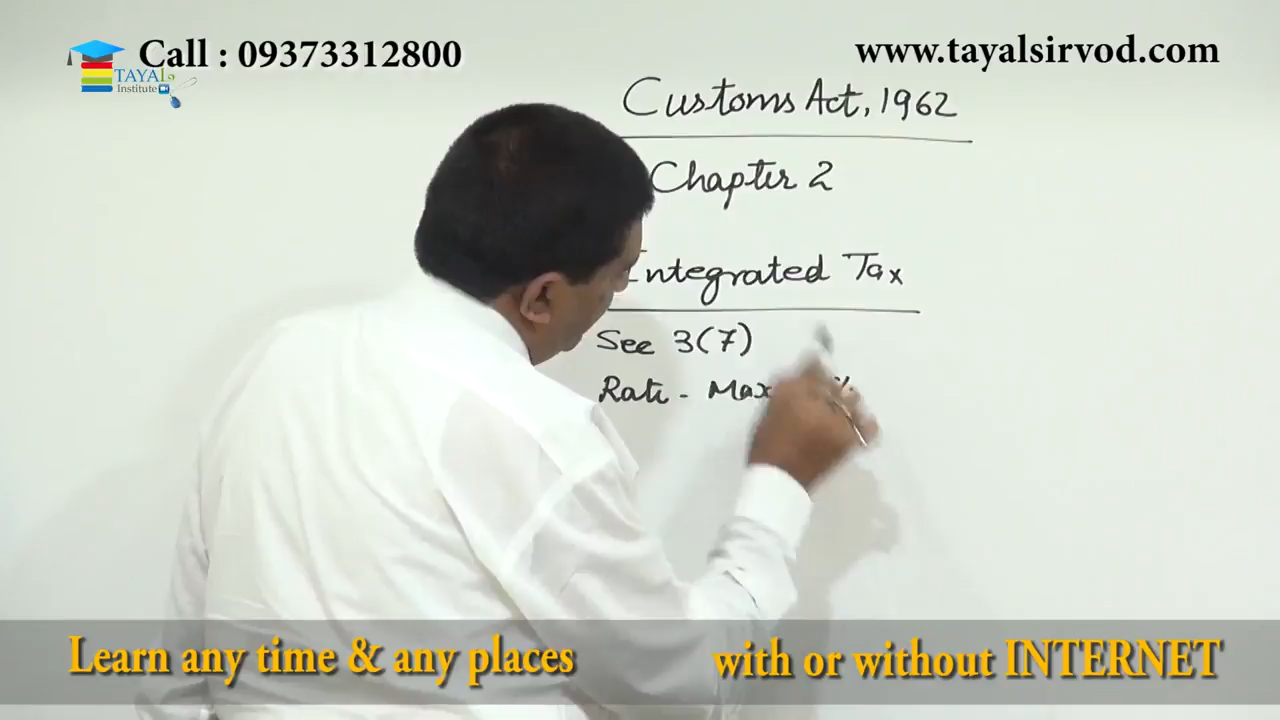 Call : 09373312800
www.tayalsirvod.com
TAYAL
Institute
Customs Act, 1962
Chapter 2
Integrated Tax
Sec 3(7)
Rate - Max
Learn any time & any places
with or without INTERNET